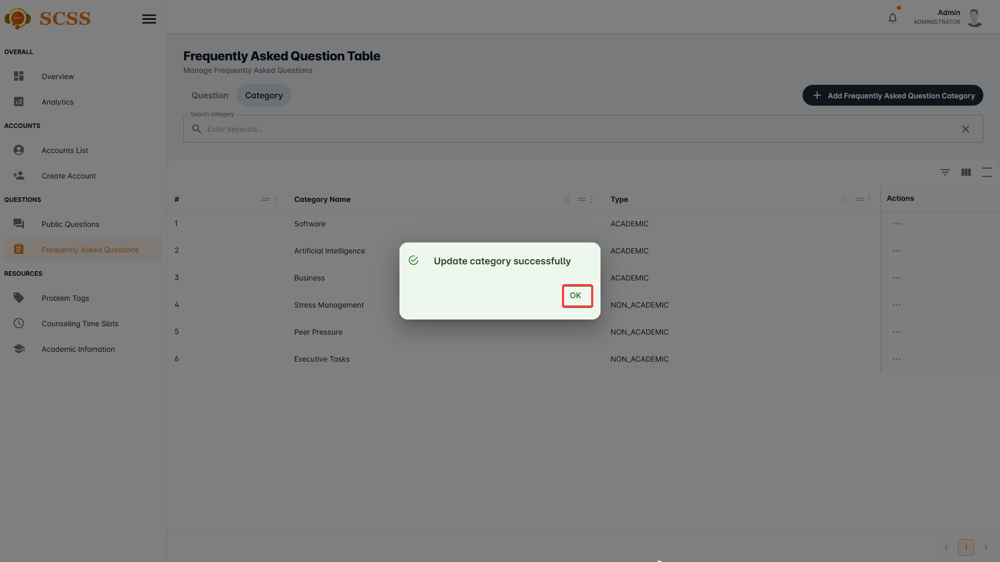 SCSS
Admin
ADMINISTRATOR
OVERALL
Overview
Analytics
ACCOUNTS
Accounts List
Create Account
QUESTIONS
Public Questions
Frequently Asked Questions
RESOURCES
Problem Tags
Counseling Time Slots
Academic Infomation
Frequently Asked Question Table
Manage Frequently Asked Questions
Question
Category
Add Frequently Asked Question Category
Search category
Enter keyword...
# Category Name Type Actions
1 Software ACADEMIC
2 Artificial Intelligence ACADEMIC
3 Business ACADEMIC
4 Stress Management NON_ACADEMIC
5 Peer Pressure NON_ACADEMIC
6 Executive Tasks NON_ACADEMIC
Update category successfully
OK
1